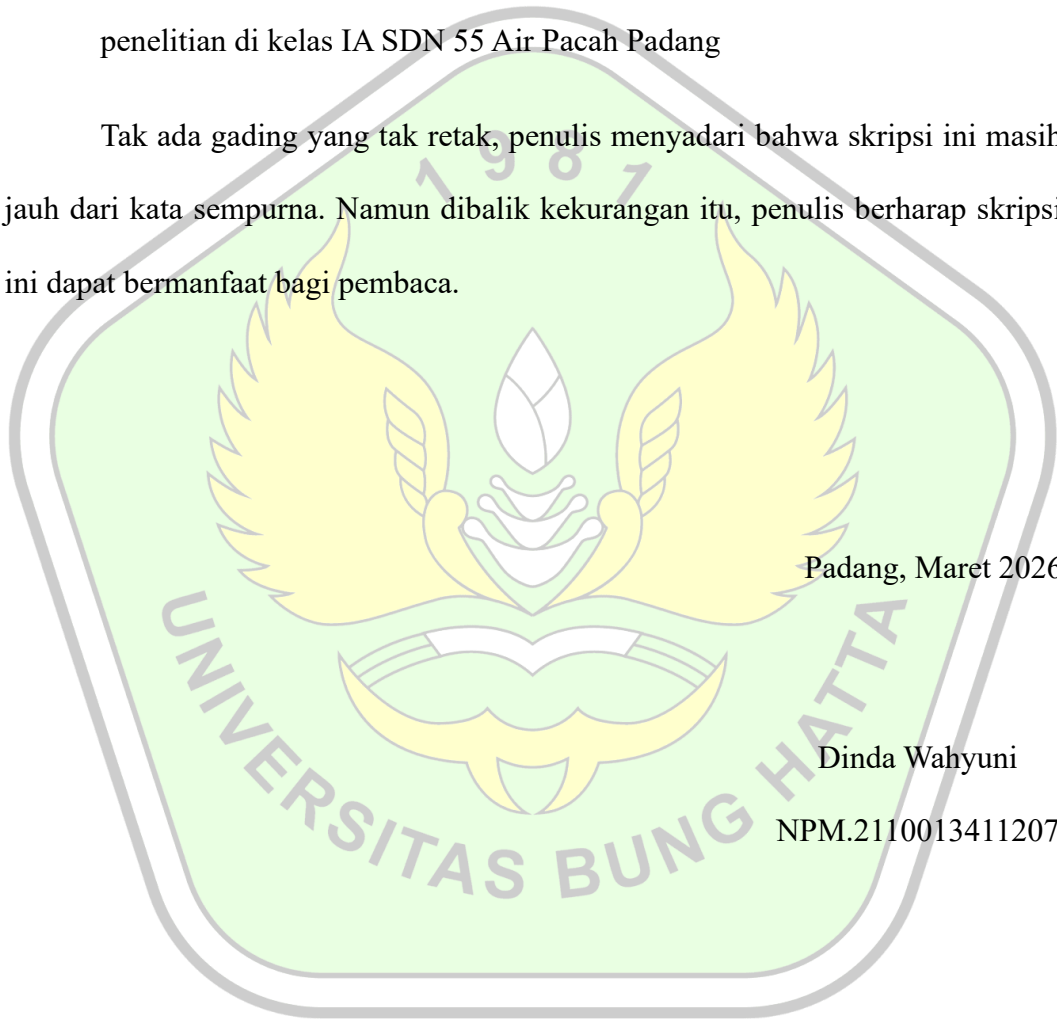 penelitian di kelas IA SDN 55 Air Pacah Padang
Tak ada gading yang tak retak, penulis menyadari bahwa skripsi ini masih
jauh dari kata sempurna. Namun dibalik kekurangan itu, penulis berharap skripsi
ini dapat bermanfaat bagi pembaca.
1981
Padang, Maret 2026
Dinda Wahyuni
NPM.2110013411207
UNIVERSITAS BUNG HATTA